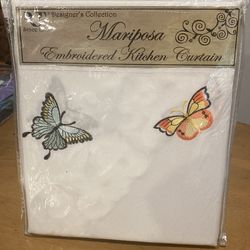 Designer's Collection
Mariposa
Embroidered Kitchen Curtain